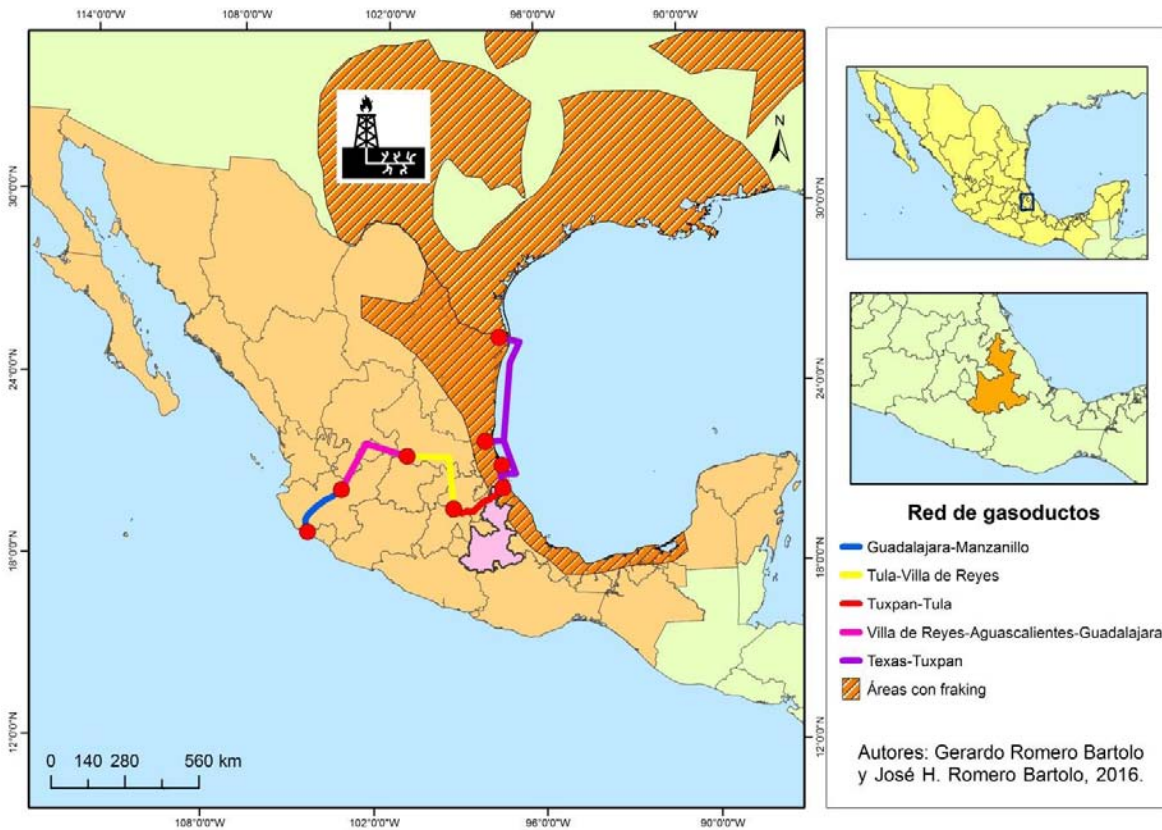 114°0'0"W
108°0'0"W
102°0'0"W
96°0'0"W
90°0'0"W
30°0'0"N
24°0'0"N
18°0'0"N
12°0'0"N
N
30°0'0"N
24°0'0"N
18°0'0"N
12°0'0"N
0 140 280 560 km
108°0'0"W
102°0'0"W
96°0'0"W
90°0'0"W
Red de gasoductos
Guadalajara-Manzanillo
Tula-Villa de Reyes
Tuxpan-Tula
Villa de Reyes-Aguascalientes-Guadalajara
Texas-Tuxpan
Áreas con fraking
Autores: Gerardo Romero Bartolo
y José H. Romero Bartolo, 2016.